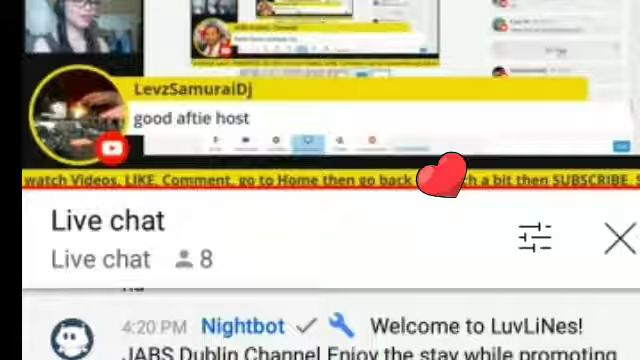 LevzSamuraiDj
good aftie host
watch Videos, LIKE, Comment, go to Home then go back ch a bit then SUBSCRIBE
Live chat
Live chat 8
4:20 PM Nightbot Welcome to LuvLiNes!
JABS Dublin Channel Enjoy the stay while promoting